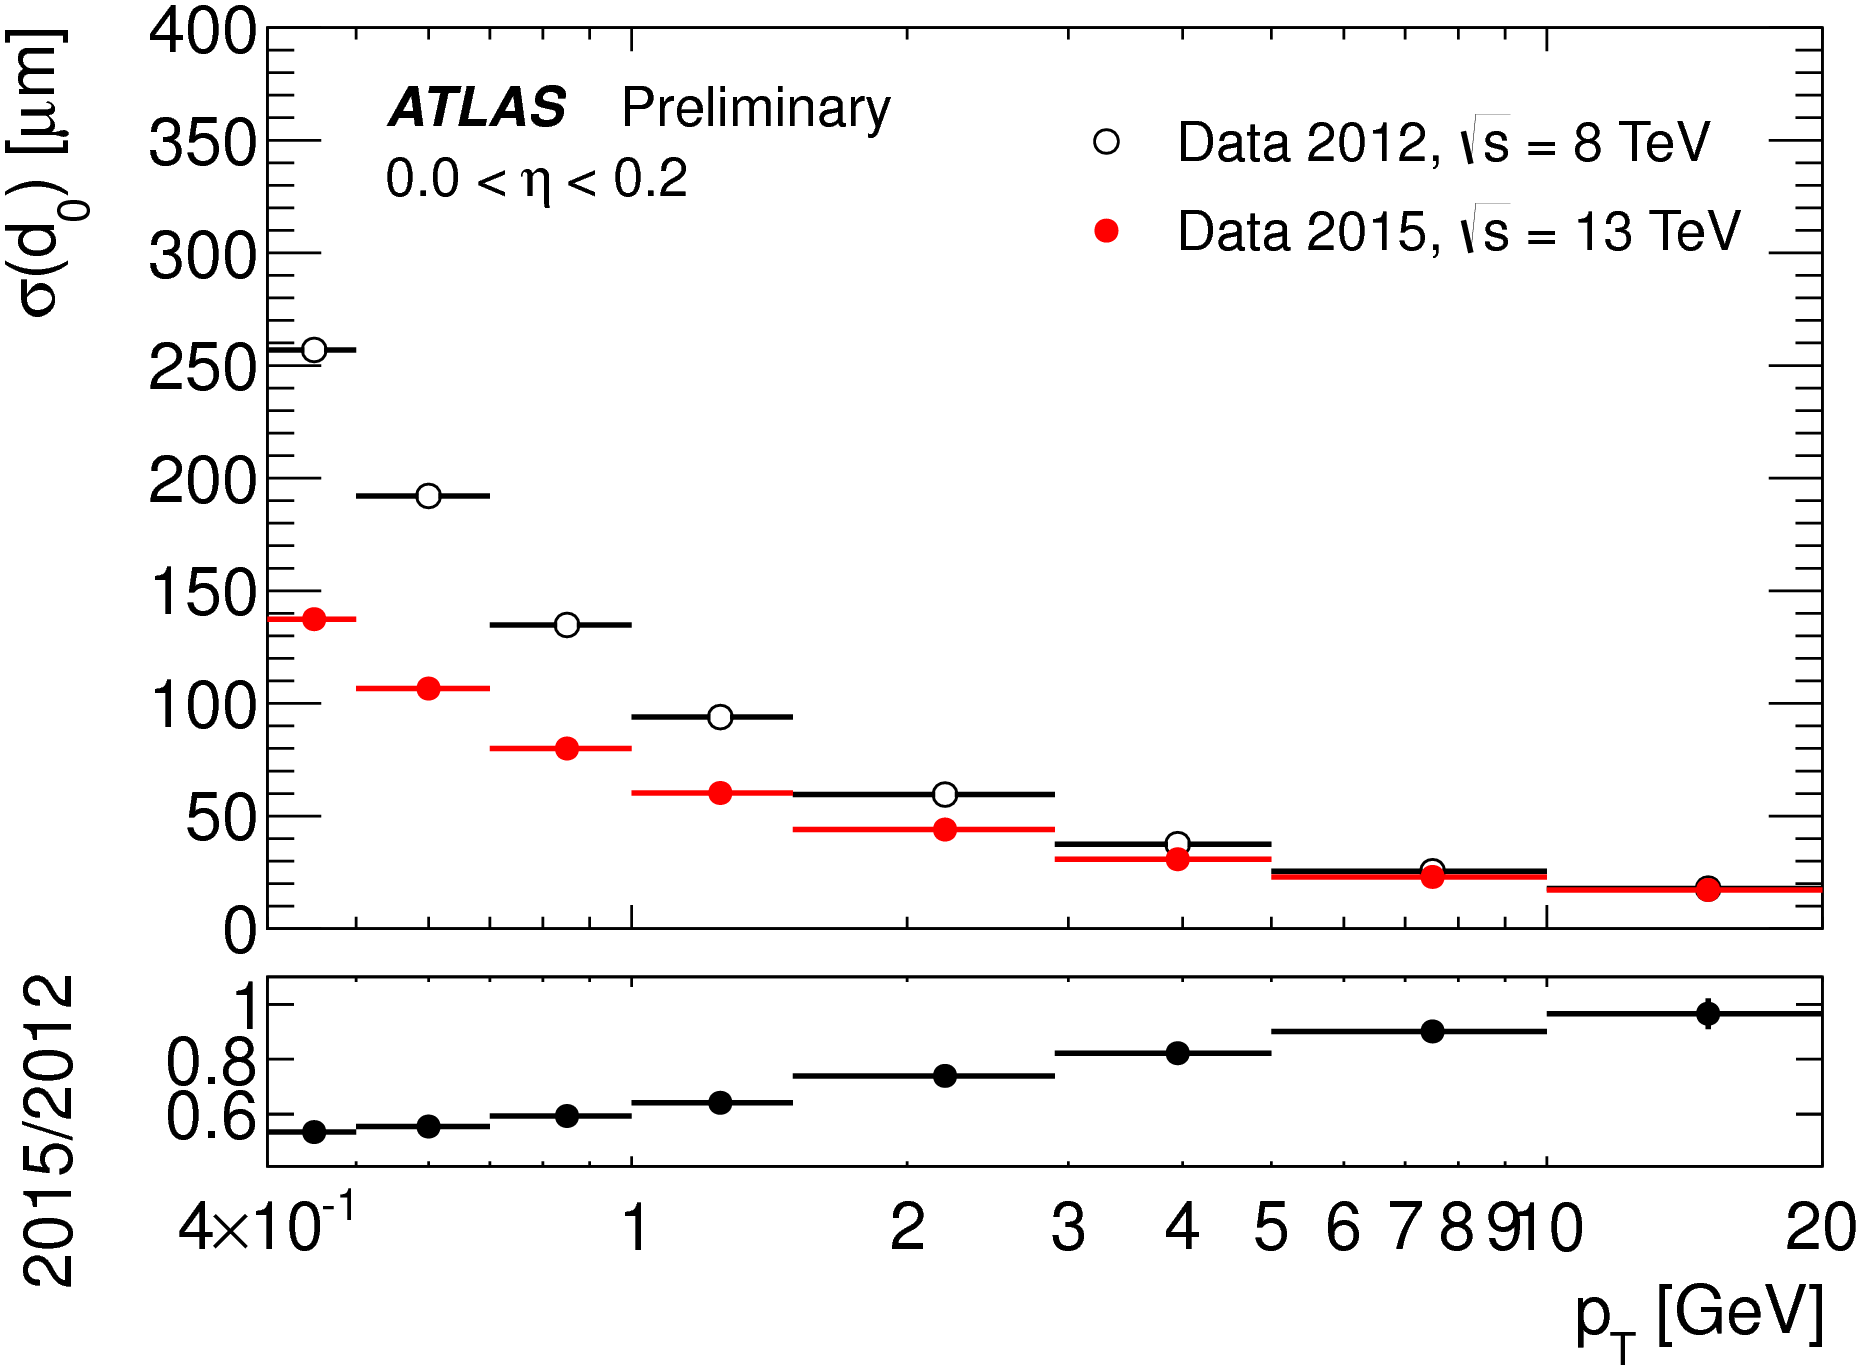 σ(d0) [μm]
400
350
300
250
200
150
100
50
0
ATLAS Preliminary
0.0 < η < 0.2
Data 2012, √s = 8 TeV
Data 2015, √s = 13 TeV
2015/2012
1
0.8
0.6
4×10-1 1 2 3 4 5 6 7 8 9 10 20
pT [GeV]